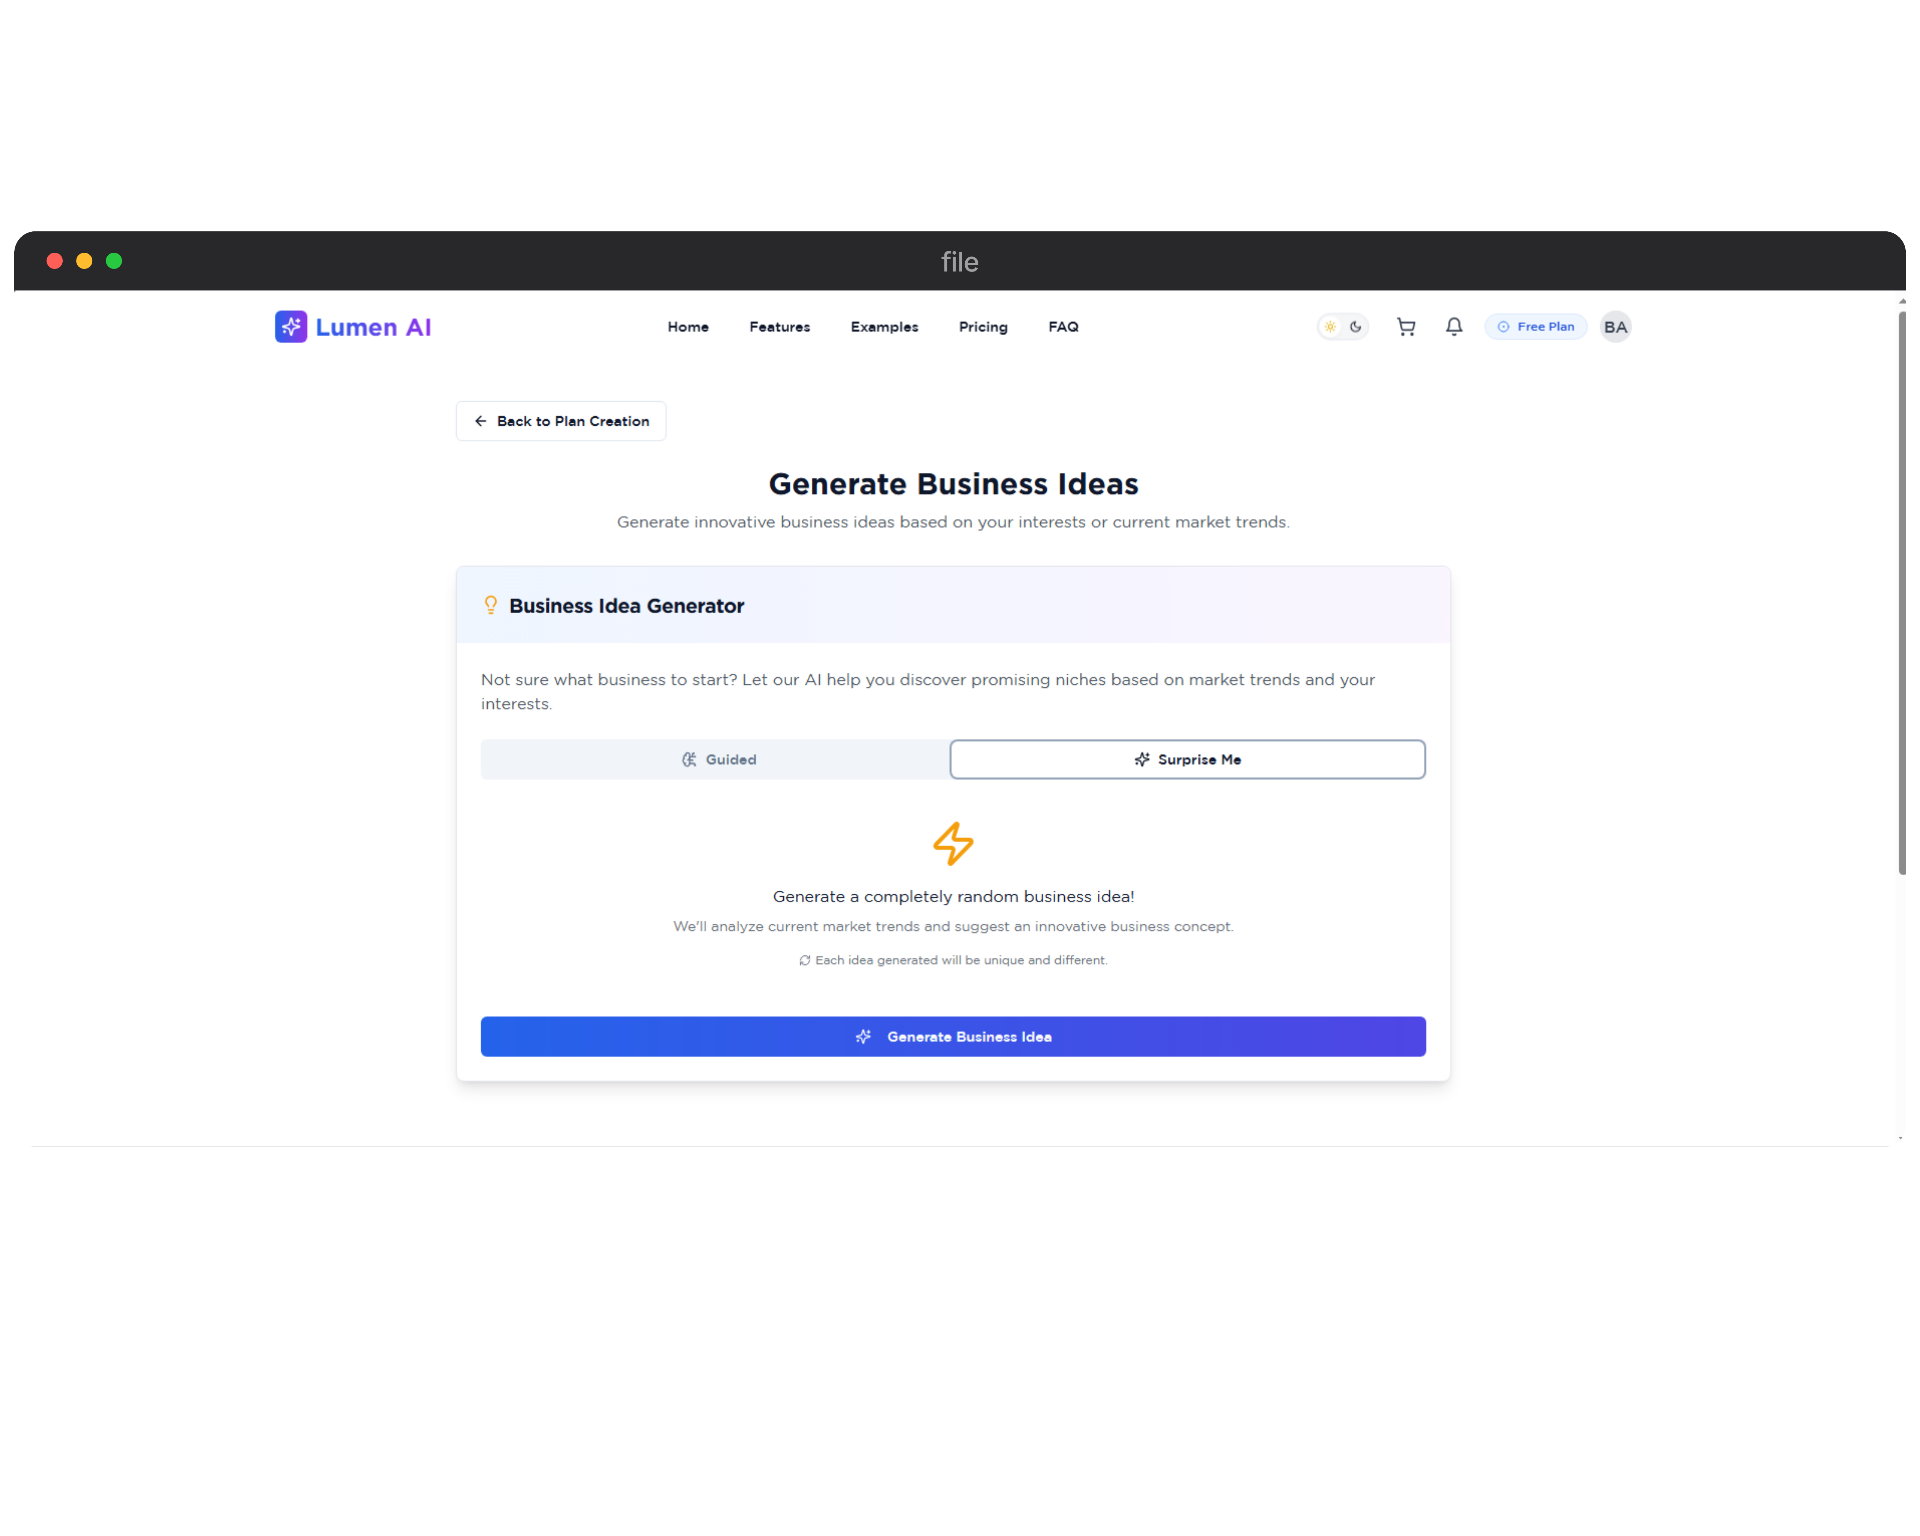 file
Lumen AI
Home Features Examples Pricing FAQ
Free Plan
BA
Back to Plan Creation
Generate Business Ideas
Generate innovative business ideas based on your interests or current market trends.
Business Idea Generator
Not sure what business to start? Let our AI help you discover promising niches based on market trends and your
interests.
Guided
Surprise Me
Generate a completely random business idea!
We'll analyze current market trends and suggest an innovative business concept.
Each idea generated will be unique and different.
Generate Business Idea